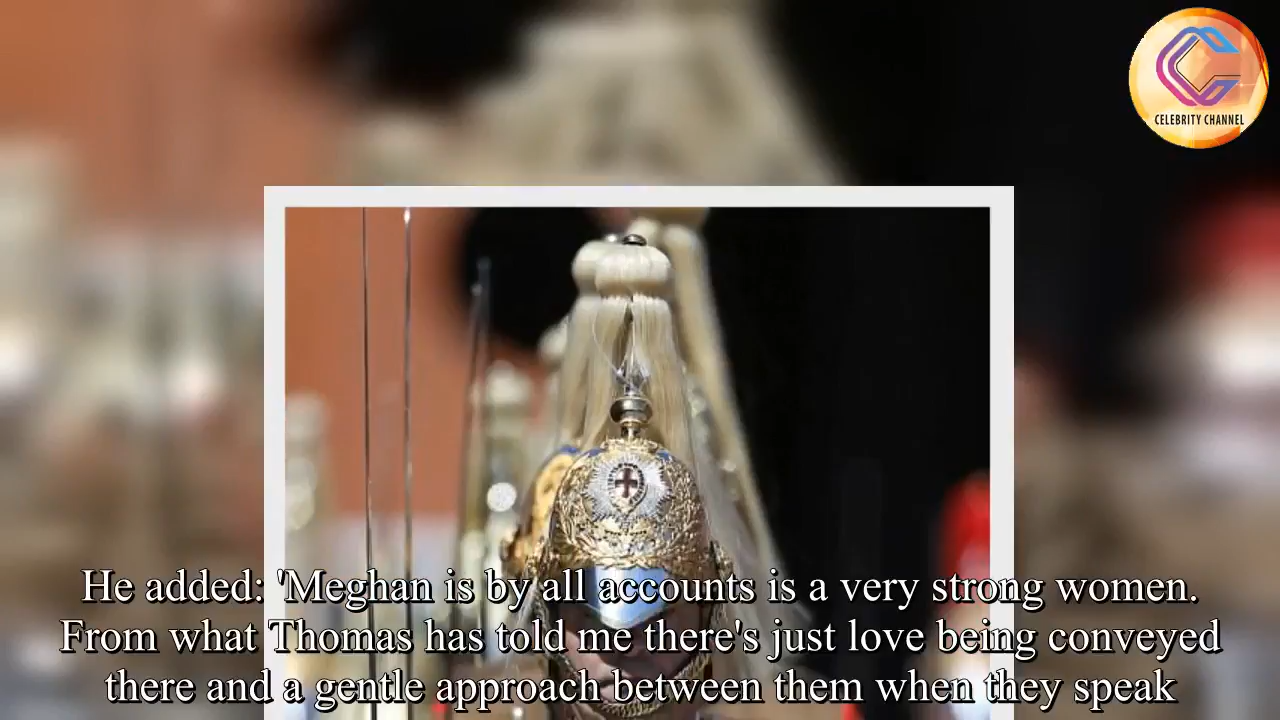 CELEBRITY CHANNEL
He added: 'Meghan is by all accounts is a very strong women.
From what Thomas has told me there's just love being conveyed
there and a gentle approach between them when they speak